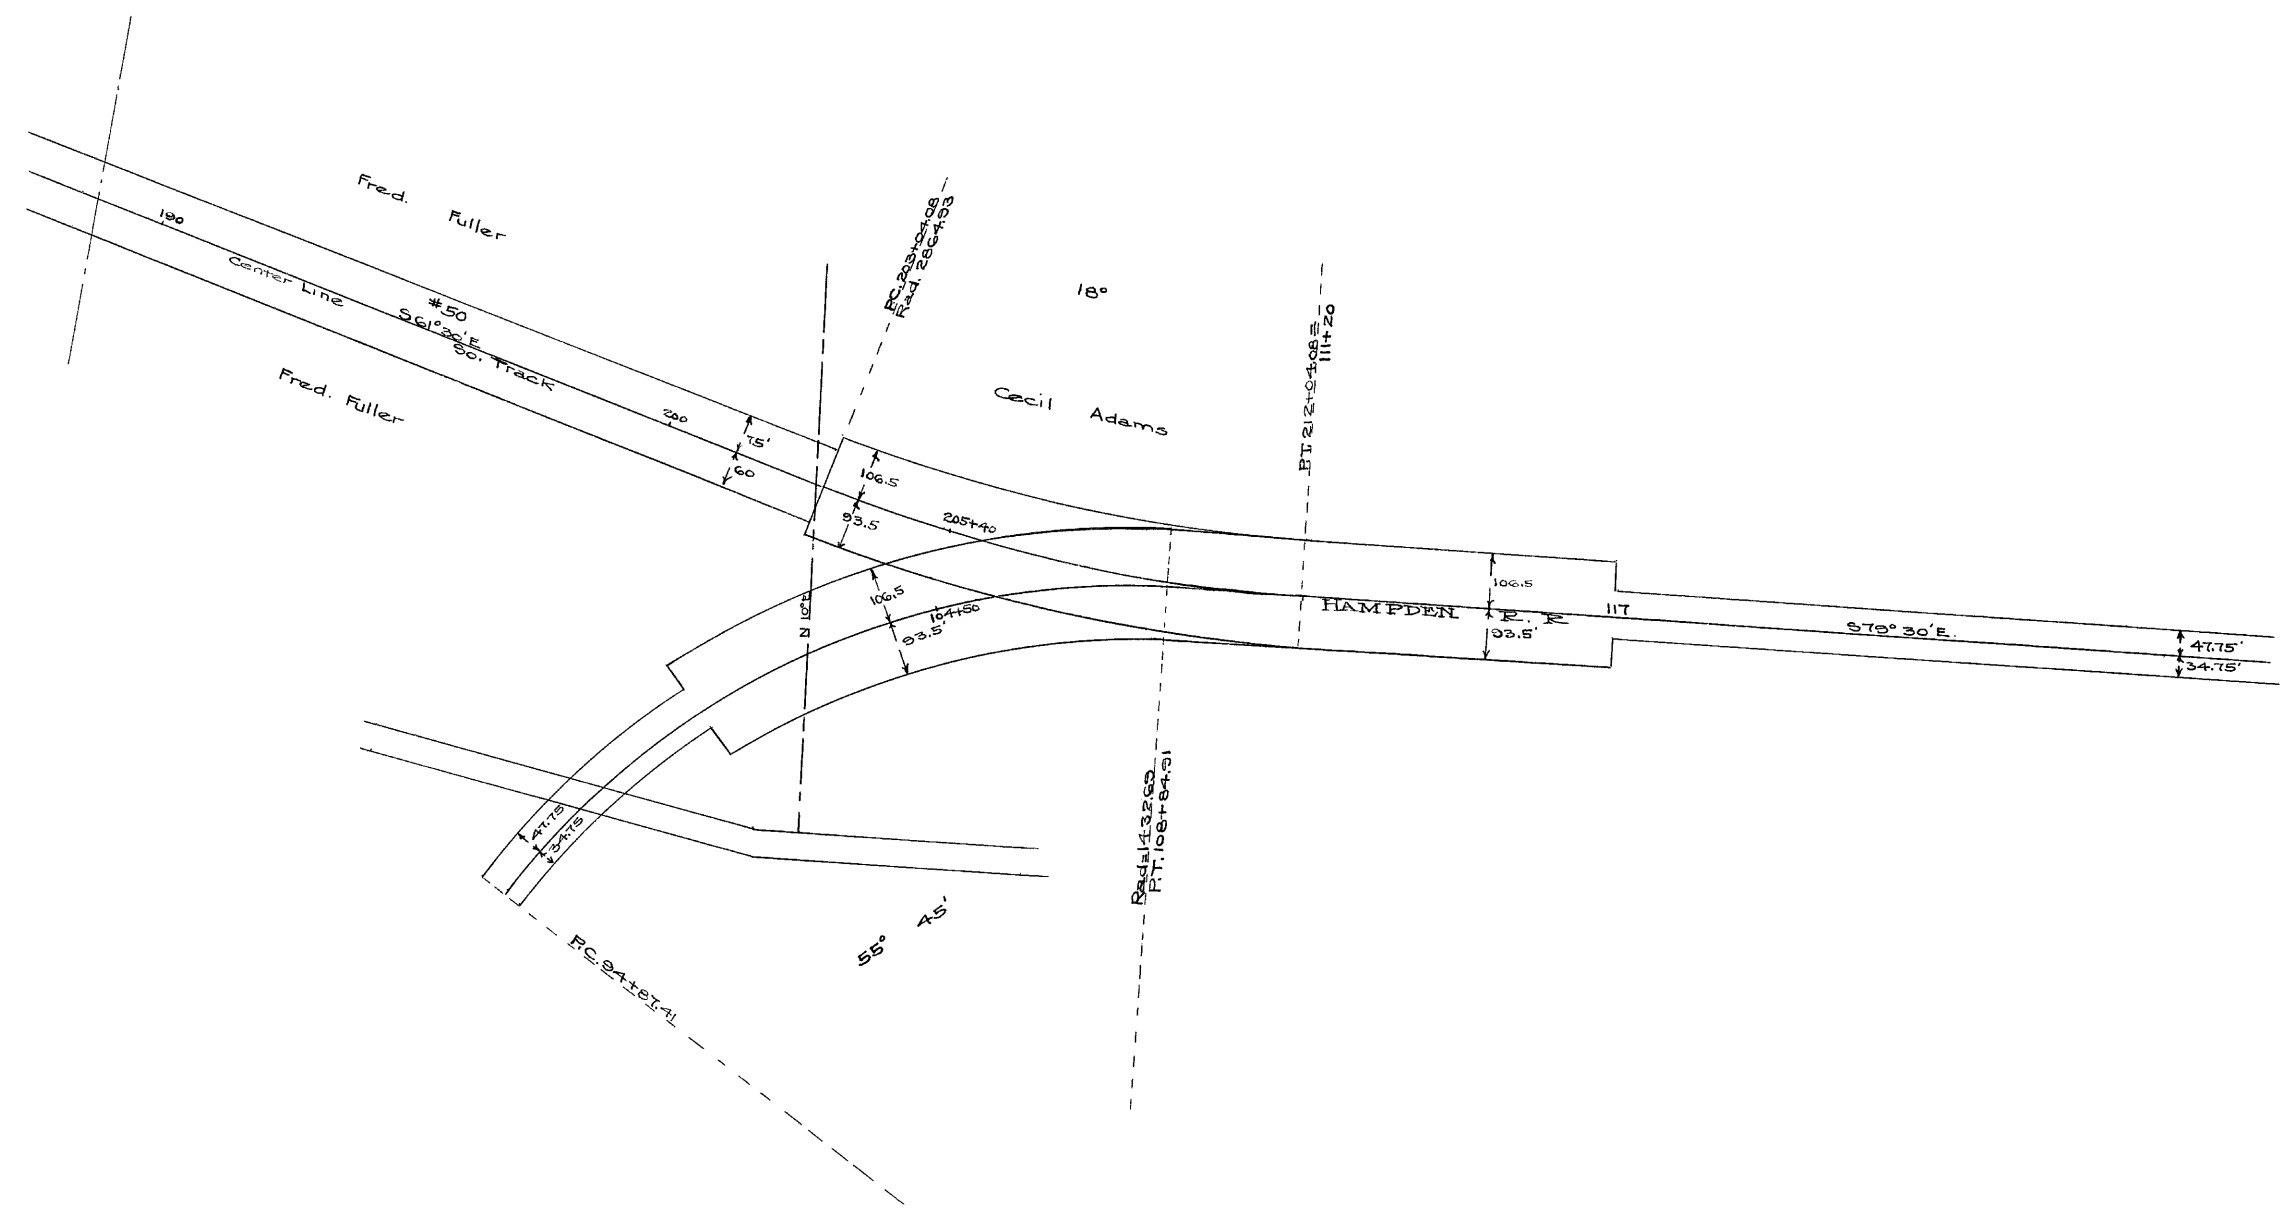 Fred. Fuller
190
Center Line
#50
S61°30'E
So. Track
Fred. Fuller
200
75'
60
P.C. 203+04.08
Rad. 2864.93
18°
Cecil Adams
P.T. 212+04.08 =
111+20
106.5
93.5
205+40
106.5
104+50
93.5'
N 10° E
HAMPDEN R. R
106.5
93.5'
117
S79° 30' E.
47.75'
34.75'
47.75
34.75
Rad=1432.69
P.T. 108+84.91
55° 45'
P.C. 94+87.41